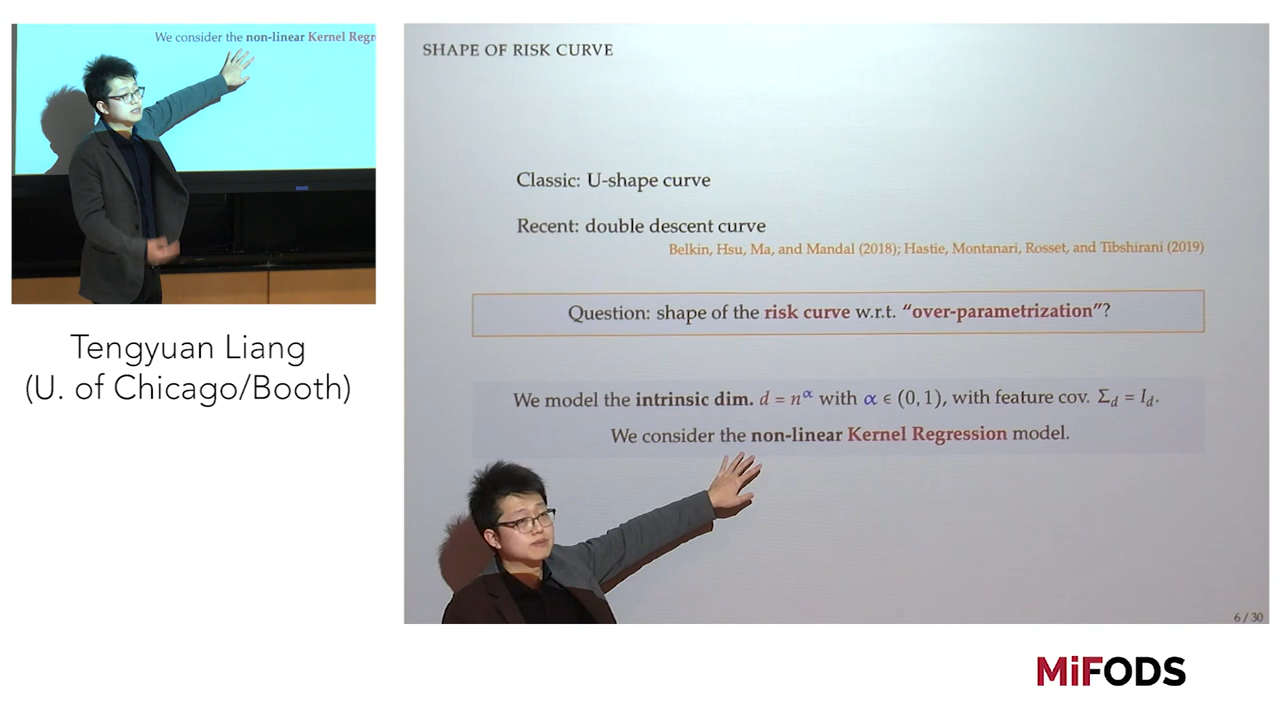 We consider the non-linear Kernel Regr
Tengyuan Liang
(U. of Chicago/Booth)
SHAPE OF RISK CURVE
Classic: U-shape curve
Recent: double descent curve
Belkin, Hsu, Ma, and Mandal (2018); Hastie, Montanari, Rosset, and Tibshirani (2019)
Question: shape of the risk curve w.r.t. “over-parametrization”?
We model the intrinsic dim. d = n^α with α ∈ (0, 1), with feature cov. Σ_d = I_d.
We consider the non-linear Kernel Regression model.
6 / 30
MiFODS